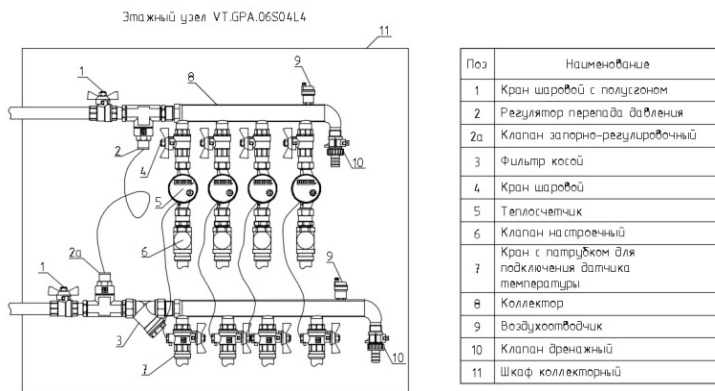 Этажный узел VT.GPA.06S04L4
11
1
8
9
2
4
10
5
6
2а
1
9
3
7
10
Поз Наименование
1 Кран шаровой с полусгоном
2 Регулятор перепада давления
2а Клапан запорно-регулировочный
3 Фильтр косой
4 Кран шаровой
5 Теплосчетчик
6 Клапан настроечный
7 Кран с патрубком для
подключения датчика
температуры
8 Коллектор
9 Воздухоотводчик
10 Клапан дренажный
11 Шкаф коллекторный